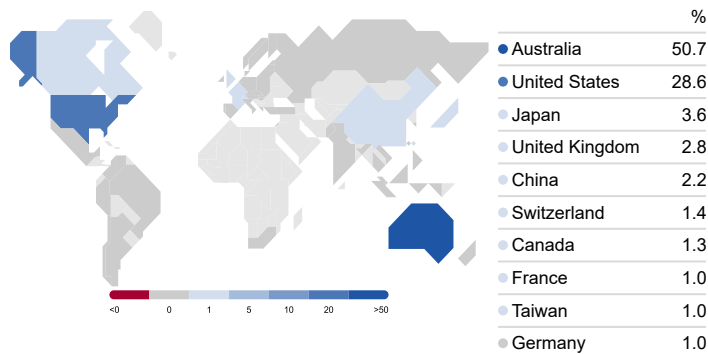 %
Australia 50.7
United States 28.6
Japan 3.6
United Kingdom 2.8
China 2.2
Switzerland 1.4
Canada 1.3
France 1.0
Taiwan 1.0
Germany 1.0
<0 0 1 5 10 20 >50